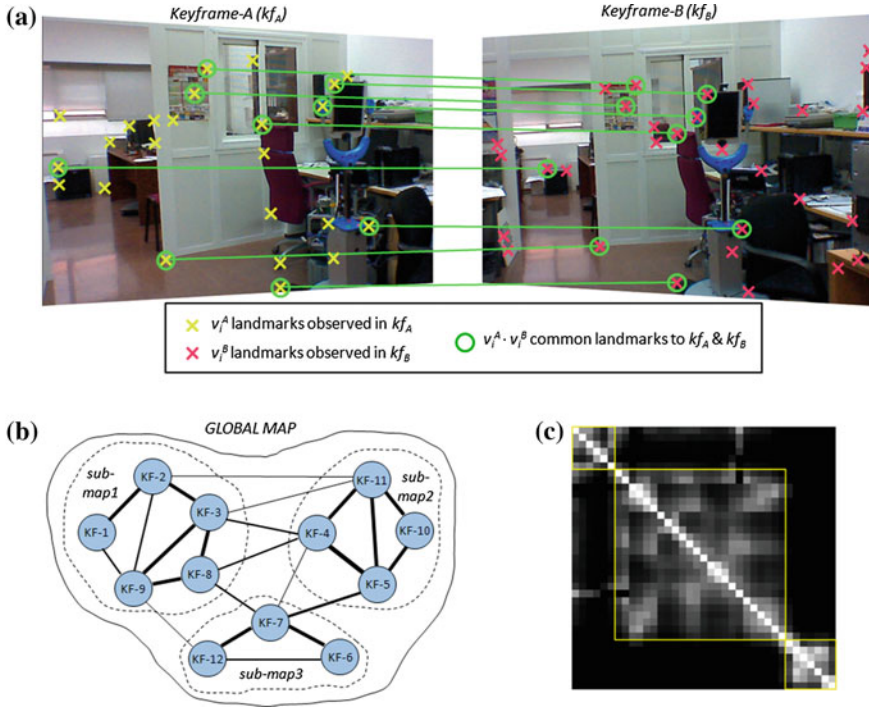 (a)
Keyframe-A (kf_A)
Keyframe-B (kf_B)
v_i^A landmarks observed in kf_A
v_i^B landmarks observed in kf_B
v_i^A · v_i^B common landmarks to kf_A & kf_B
(b)
GLOBAL MAP
(c)
sub-
map1
KF-2
KF-11
sub-
map2
KF-1
KF-3
KF-4
KF-10
KF-9
KF-8
KF-5
KF-7
KF-12
KF-6
sub-map3